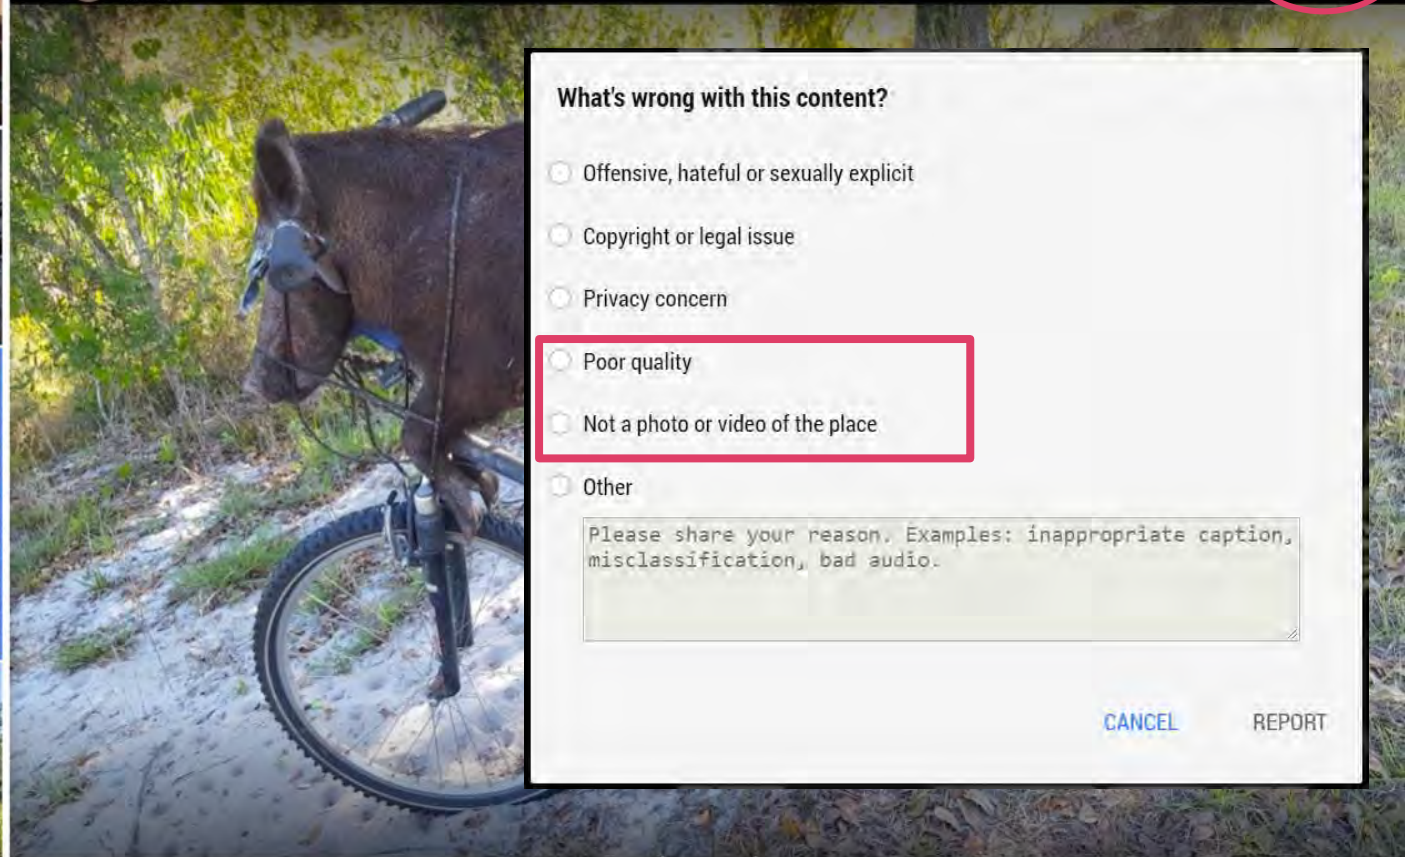 What's wrong with this content?
Offensive, hateful or sexually explicit
Copyright or legal issue
Privacy concern
Poor quality
Not a photo or video of the place
Other
Please share your reason. Examples: inappropriate caption,
misclassification, bad audio.
CANCEL REPORT